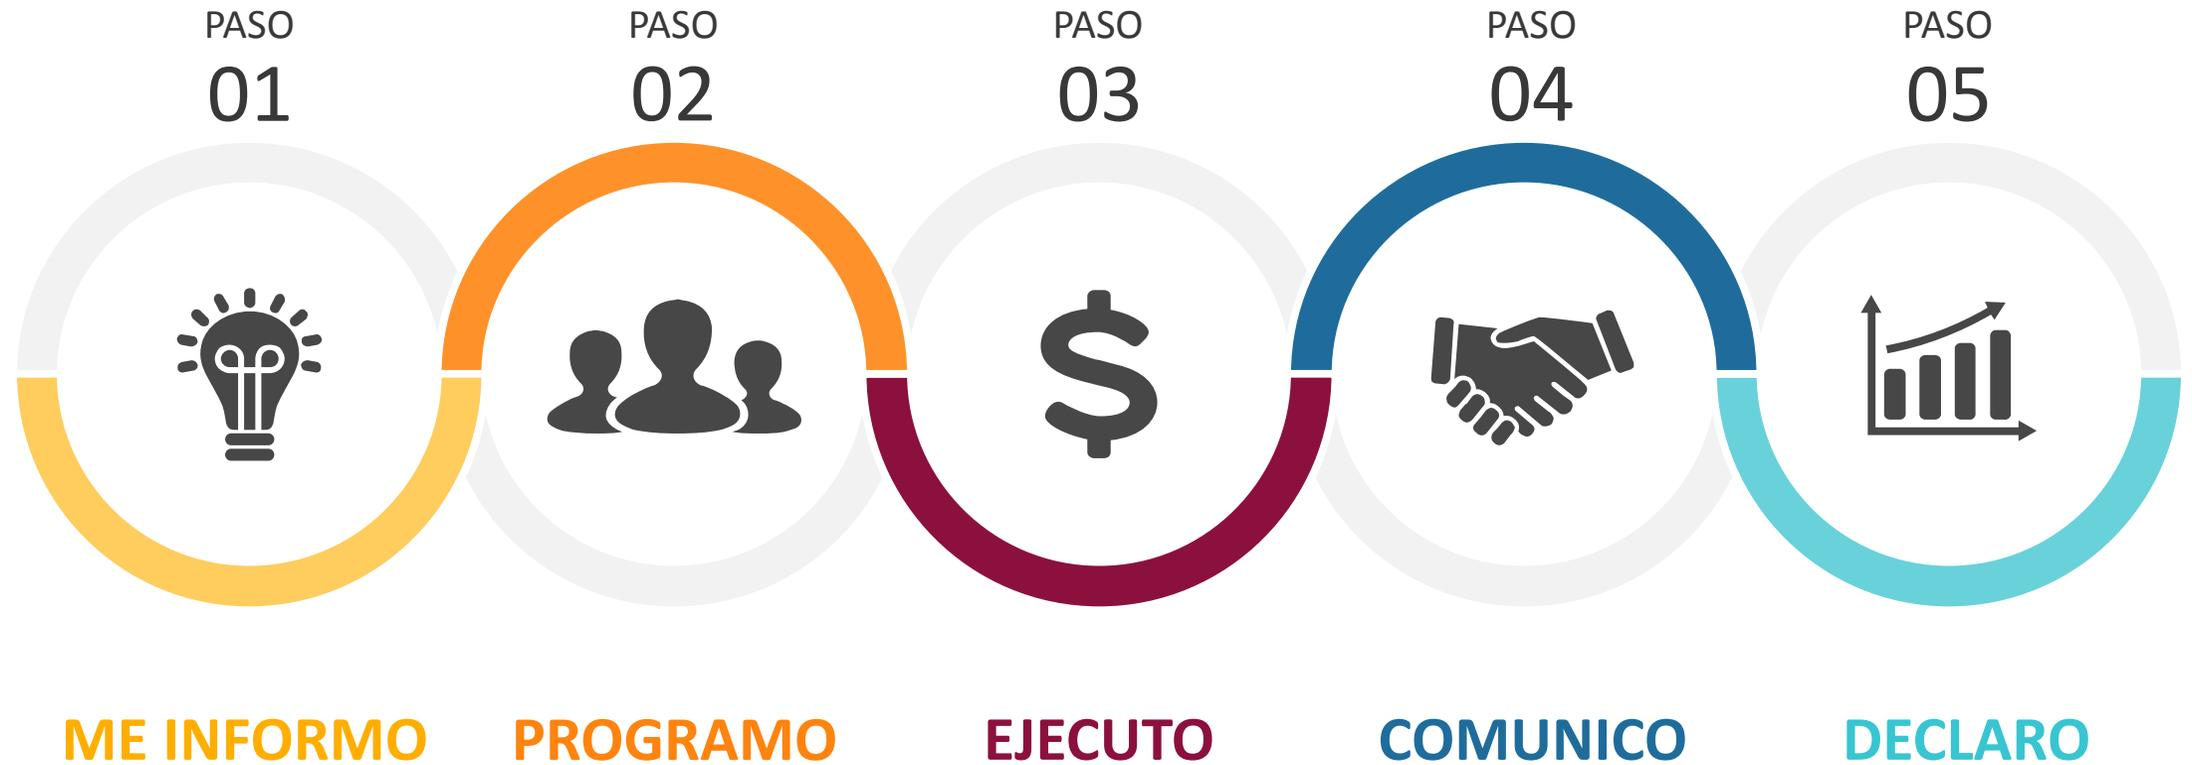 PASO
01
PASO
02
PASO
03
PASO
04
PASO
05
ME INFORMO
PROGRAMO
EJECUTO
COMUNICO
DECLARO